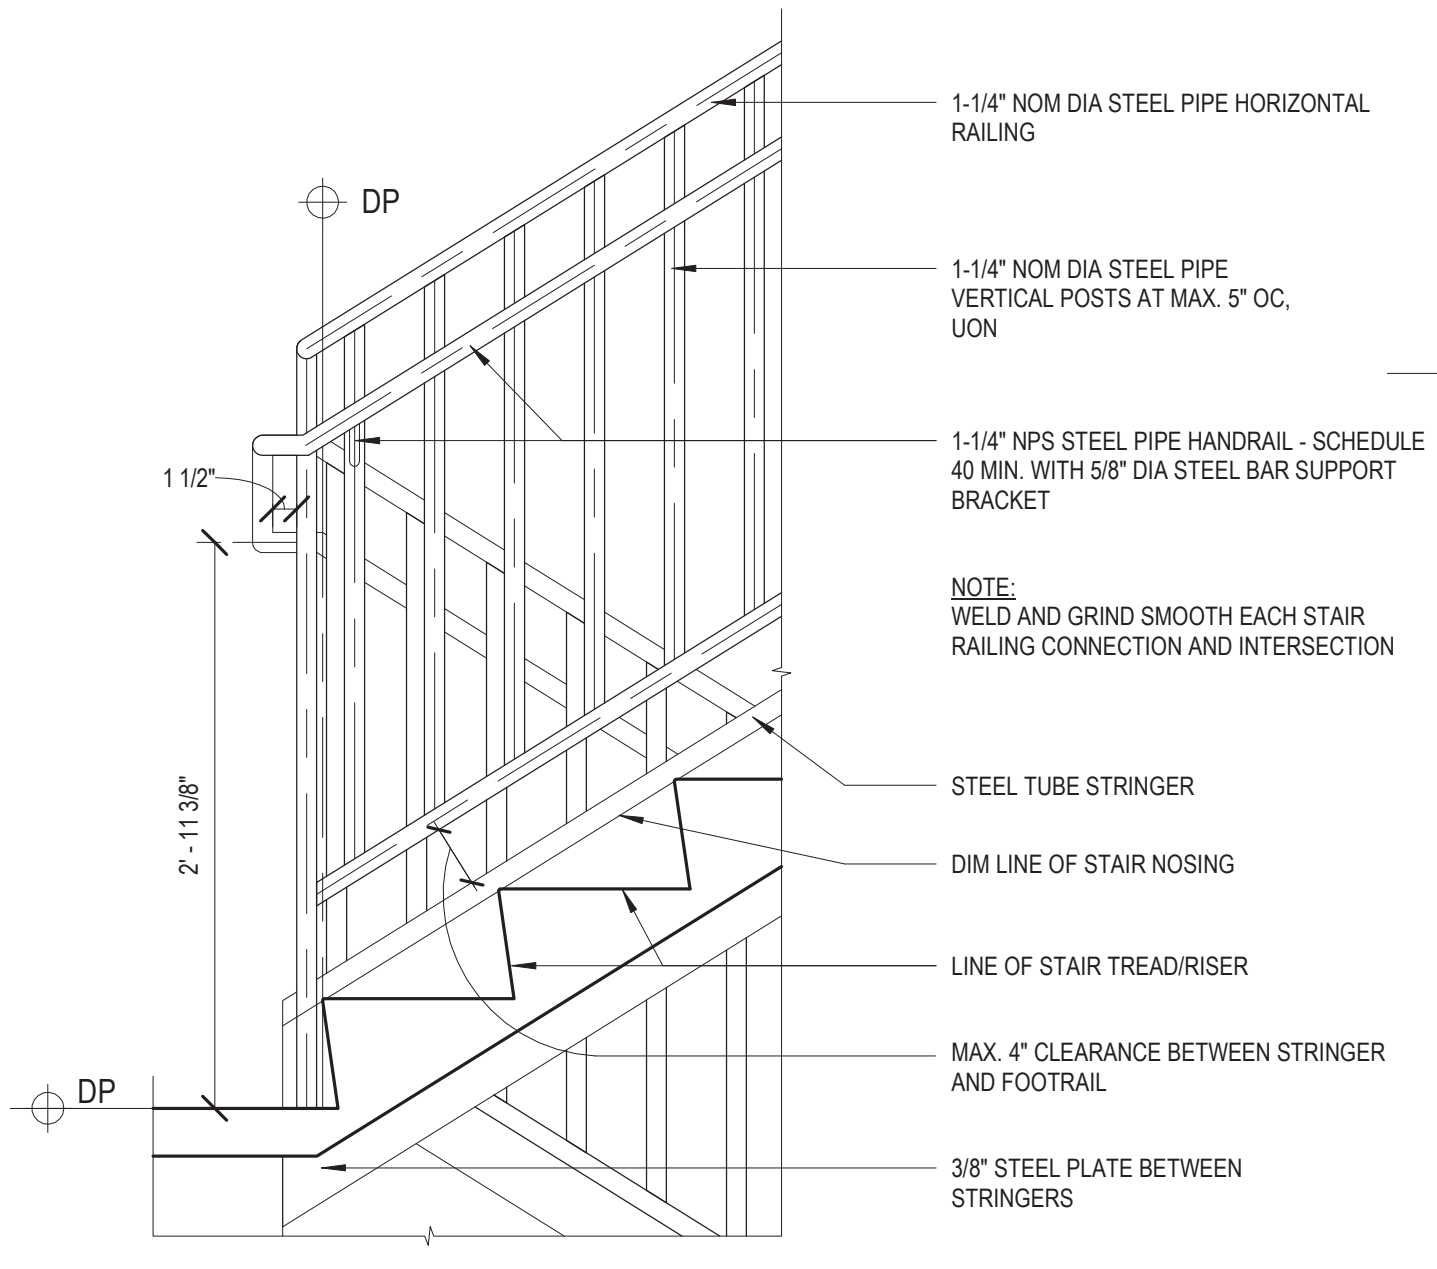 1-1/4" NOM DIA STEEL PIPE HORIZONTAL
RAILING
DP
1-1/4" NOM DIA STEEL PIPE
VERTICAL POSTS AT MAX. 5" OC,
UON
1-1/4" NPS STEEL PIPE HANDRAIL - SCHEDULE
40 MIN. WITH 5/8" DIA STEEL BAR SUPPORT
BRACKET
1 1/2"
NOTE:
WELD AND GRIND SMOOTH EACH STAIR
RAILING CONNECTION AND INTERSECTION
STEEL TUBE STRINGER
2' - 11 3/8"
DIM LINE OF STAIR NOSING
LINE OF STAIR TREAD/RISER
MAX. 4" CLEARANCE BETWEEN STRINGER
AND FOOTRAIL
DP
3/8" STEEL PLATE BETWEEN
STRINGERS